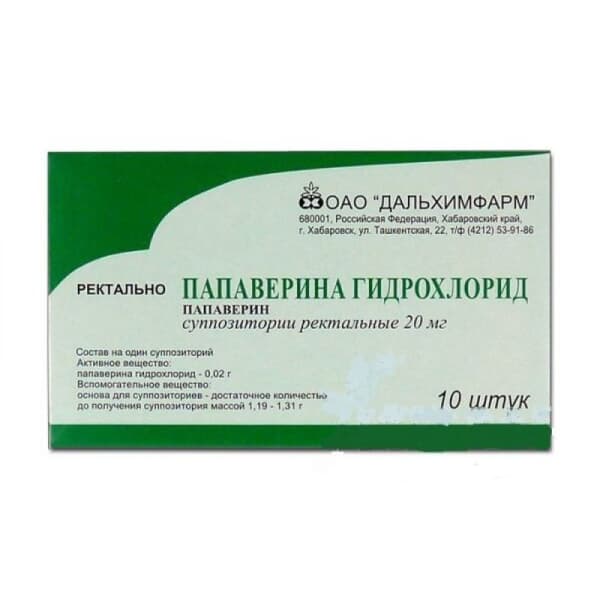 ОАО "ДАЛЬХИМФАРМ"
680001, Российская Федерация, Хабаровский край,
г. Хабаровск, ул. Ташкентская, 22, т/ф (4212) 53-91-86
РЕКТАЛЬНО
ПАПАВЕРИНА ГИДРОХЛОРИД
ПАПАВЕРИН
суппозитории ректальные 20 мг
Состав на один суппозиторий
Активное вещество:
папаверина гидрохлорид - 0,02 г
Вспомогательное вещество:
основа для суппозиториев - достаточное количество
до получения суппозитория массой 1,19 - 1,31 г
10 штук